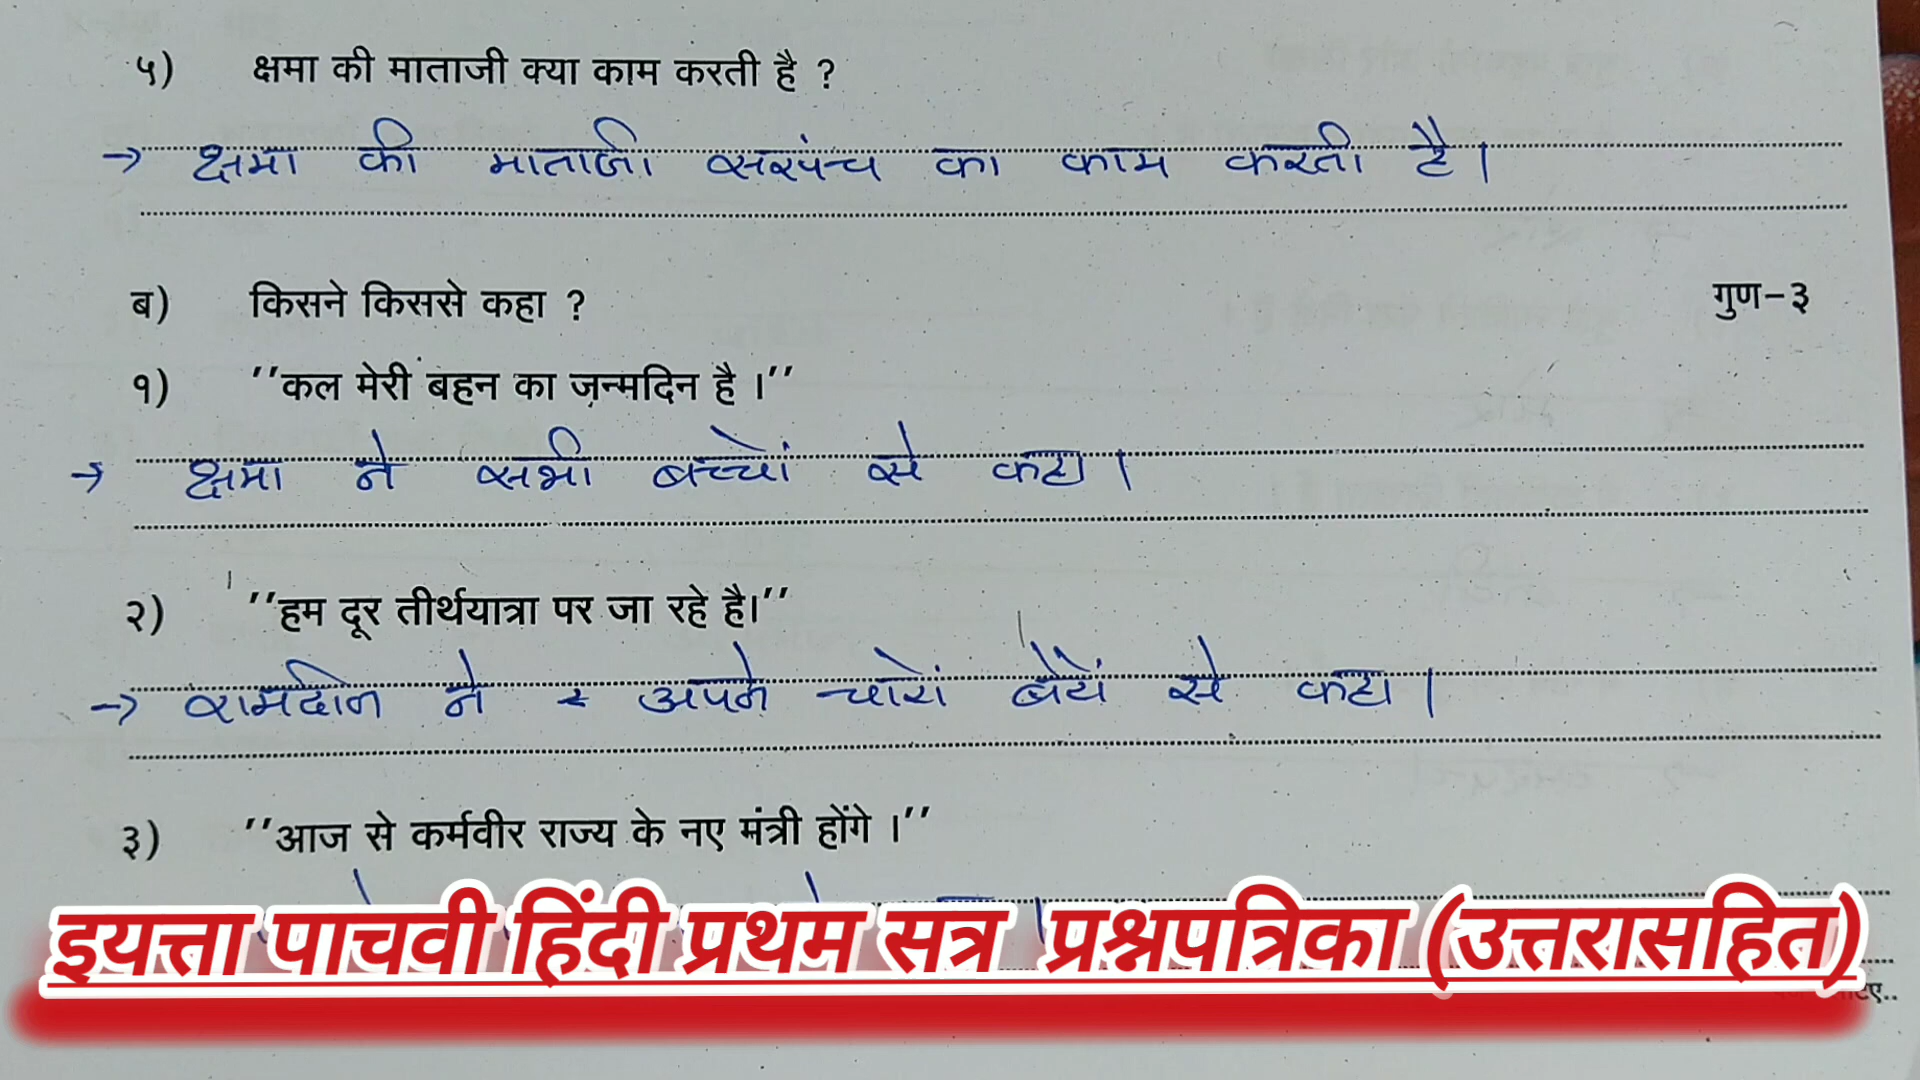 ५) क्षमा की माताजी क्या काम करती है ?
→ क्षमा की माताजी सरपंच का काम करती है।
ब) किसने किससे कहा ? गुण-३
१) ''कल मेरी बहन का जन्मदिन है ।''
→ क्षमा ने सभी बच्चों से कहा।
२) ''हम दूर तीर्थयात्रा पर जा रहे है।''
→ रामदीन ने अपने चारों बेटों से कहा।
३) ''आज से कर्मवीर राज्य के नए मंत्री होंगे ।''
इयत्ता पाचवी हिंदी प्रथम सत्र प्रश्नपत्रिका (उत्तरासहित)